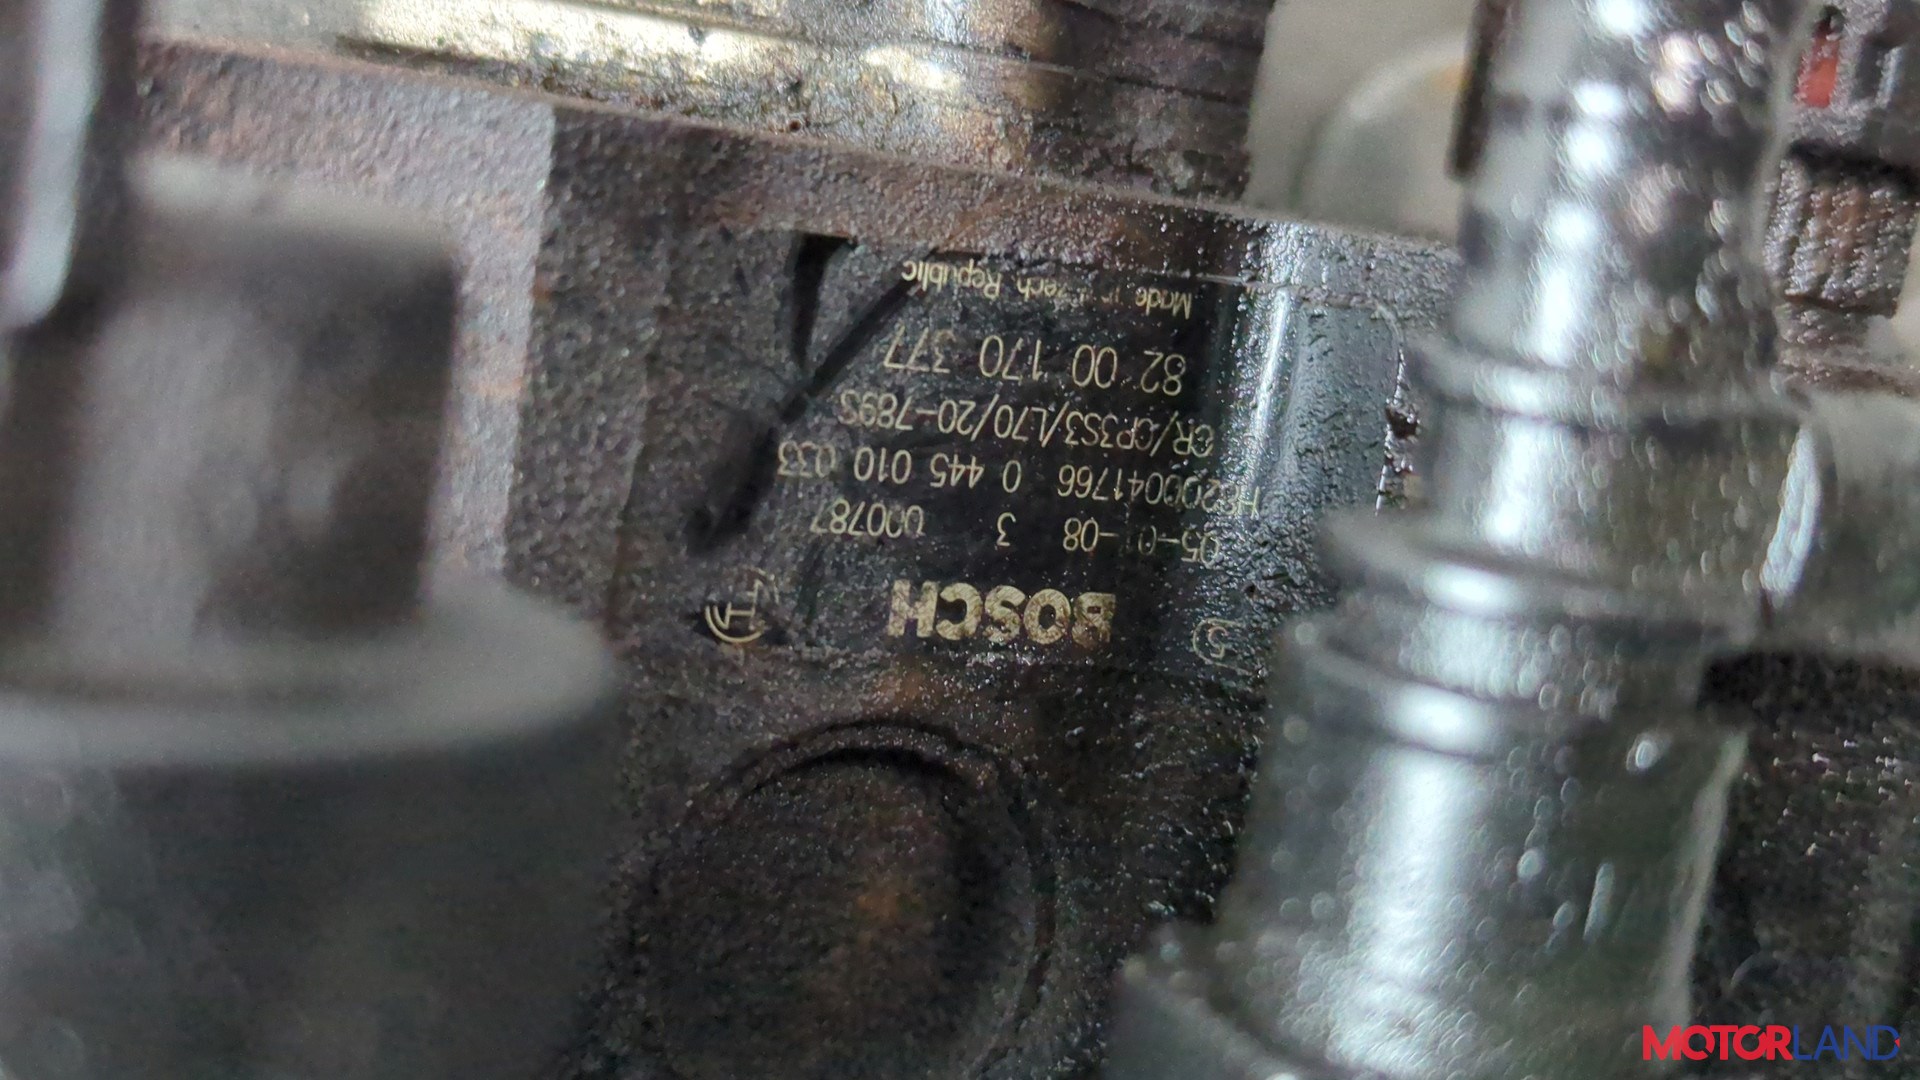 5 BOSCH
05-01-08 3 000787
H8200041766 0 445 010 033
CR/CP3S3/L70/20-789S
82 00 170 377
Made in Czech Republic
MOTORLAND